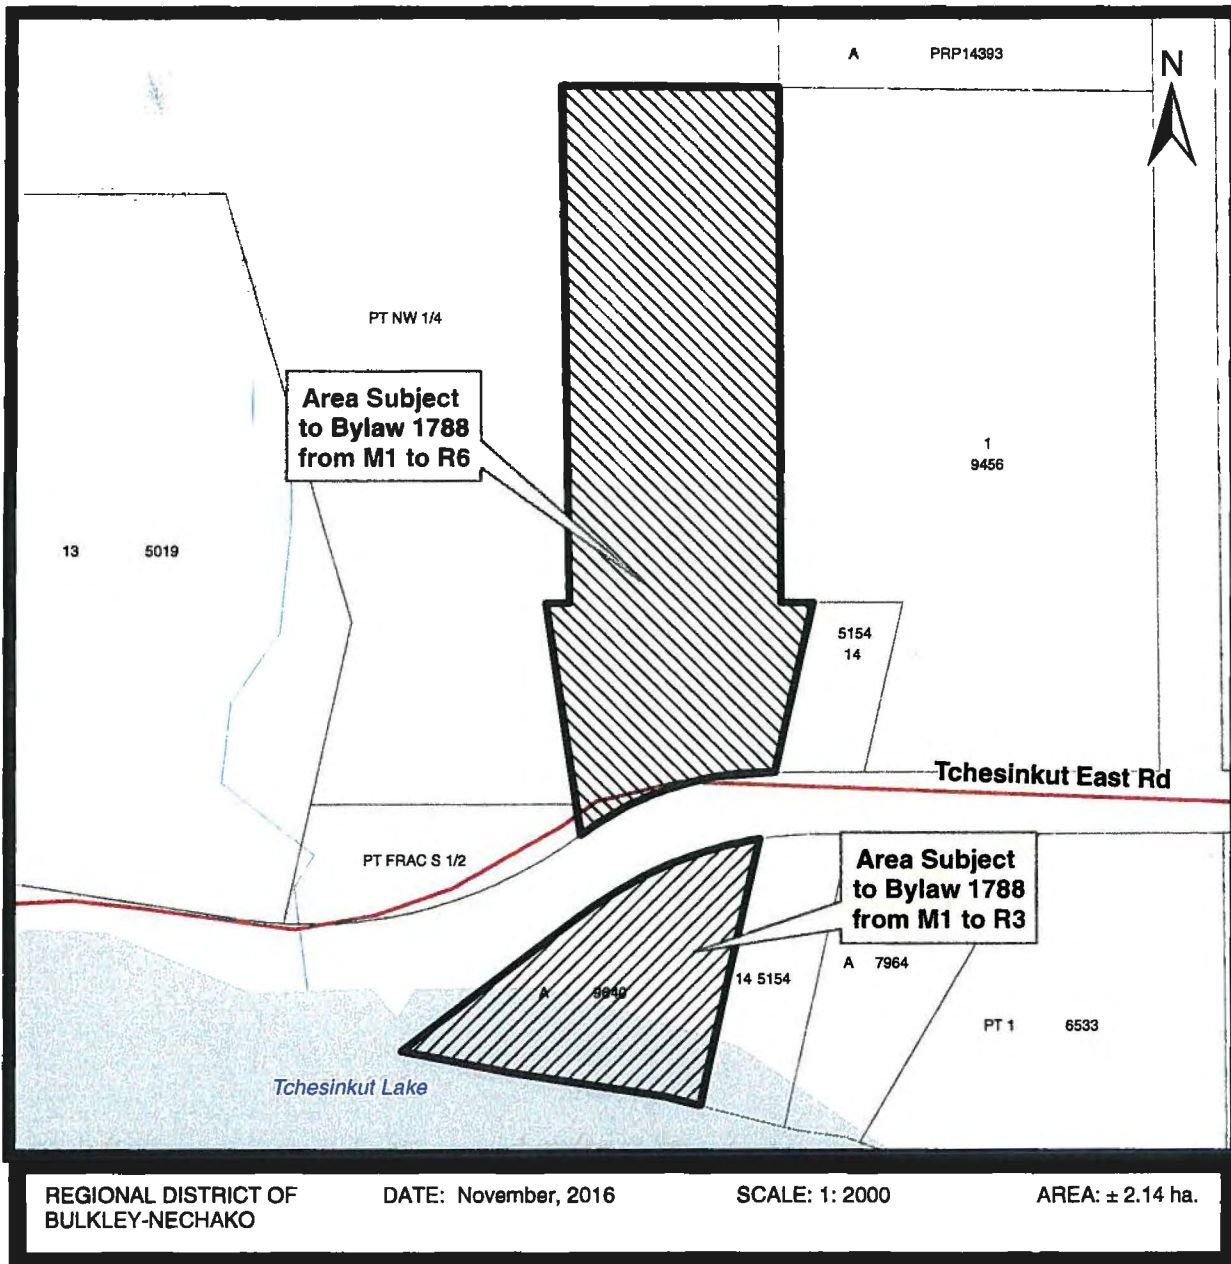 A PRP14393
N
PT NW 1/4
Area Subject
to Bylaw 1788
from M1 to R6
1
9456
13 5019
5154
14
Tchesinkut East Rd
PT FRAC S 1/2
Area Subject
to Bylaw 1788
from M1 to R3
A 7964
14 5154
A 9640
PT 1 6533
Tchesinkut Lake
REGIONAL DISTRICT OF
BULKLEY-NECHAKO
DATE: November, 2016
SCALE: 1: 2000
AREA: ± 2.14 ha.